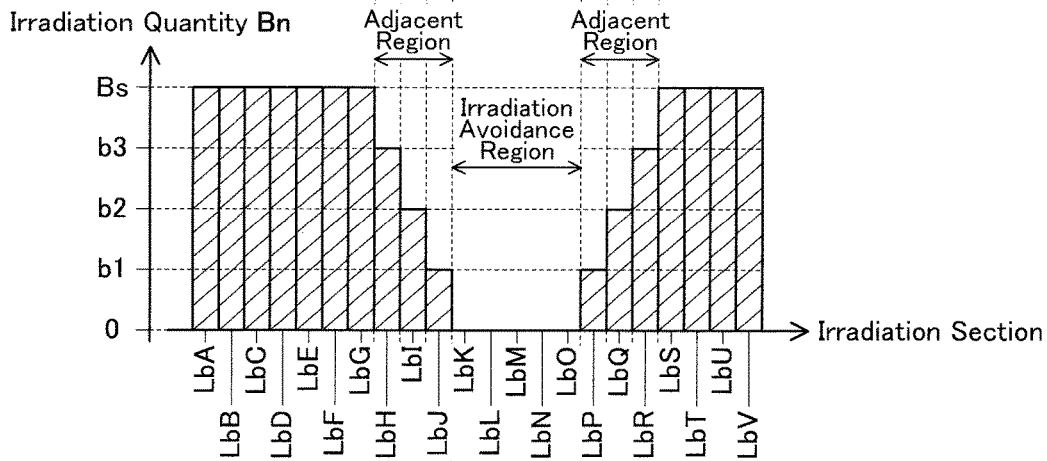 Irradiation Quantity Bn
Adjacent
Region
Adjacent
Region
Bs
Irradiation
Avoidance
Region
b3
b2
b1
0
Irradiation Section
LbA
LbB
LbC
LbD
LbE
LbF
LbG
LbH
LbI
LbJ
LbK
LbL
LbM
LbN
LbO
LbP
LbQ
LbR
LbS
LbT
LbU
LbV